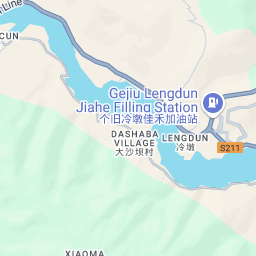 Line
CUN
Gejiu Lengdun
Jiahe Filling Station
个旧冷墩佳禾加油站
DASHABA
VILLAGE
大沙坝村
LENGDUN
冷墩
S211
XIAOMA